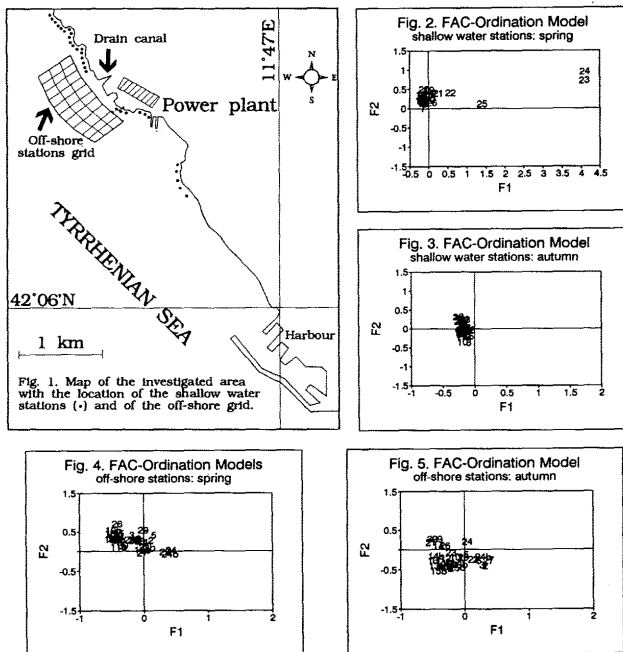 Drain canal
11°47E
N
W
E
S
Power plant
Off-shore
stations grid
TYRRHENIAN SEA
42°06'N
Harbour
1 km
Fig. 1. Map of the investigated area
with the location of the shallow water
stations (•) and of the off-shore grid.
Fig. 2. FAC-Ordination Model
shallow water stations: spring
F2
1.5
1
0.5
0
-0.5
-1
-1.5
24
23
21 22
25
-0.5 0 0.5 1 1.5 2 2.5 3 3.5 4 4.5
F1
Fig. 3. FAC-Ordination Model
shallow water stations: autumn
F2
1.5
1
0.5
0
-0.5
-1
-1.5
-1 0 1 2
F1
Fig. 4. FAC-Ordination Models
off-shore stations: spring
F2
1.5
0.5
-0.5
-1.5
26
29
5
-1 0 1 2
F1
Fig. 5. FAC-Ordination Model
off-shore stations: autumn
F2
1.5
0.5
-0.5
-1.5
24
-1 0 1 2
F1